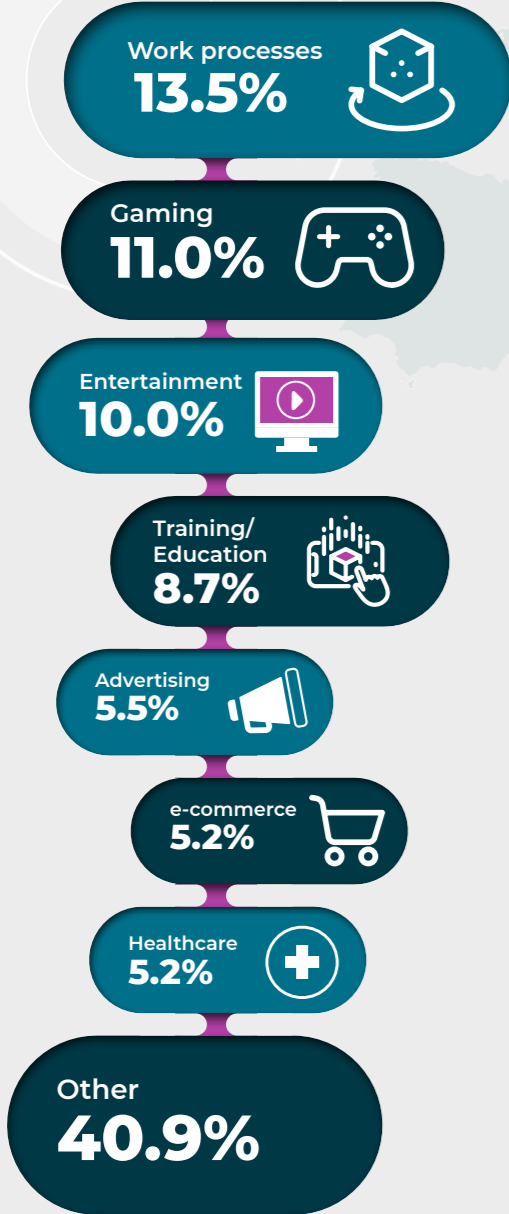 Work processes
13.5%
Gaming
11.0%
Entertainment
10.0%
Training/
Education
8.7%
Advertising
5.5%
e-commerce
5.2%
Healthcare
5.2%
Other
40.9%